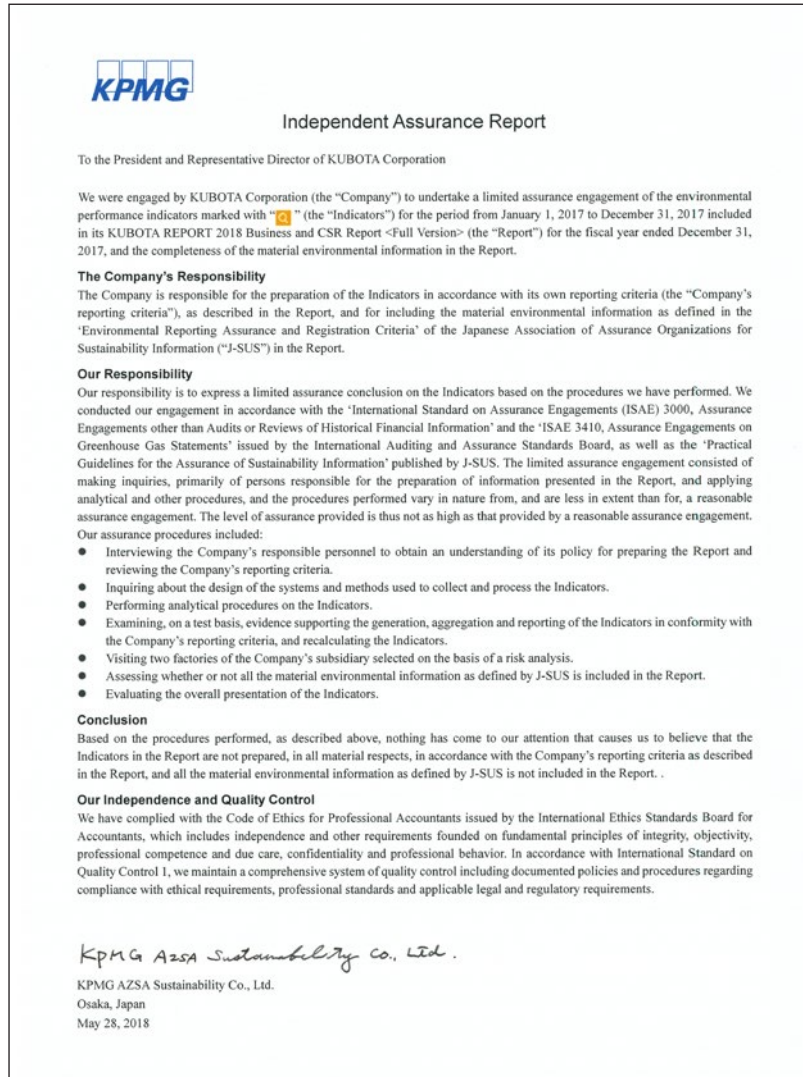 KPMG
Independent Assurance Report
To the President and Representative Director of KUBOTA Corporation
We were engaged by KUBOTA Corporation (the “Company”) to undertake a limited assurance engagement of the environmental
performance indicators marked with “ ” (the “Indicators”) for the period from January 1, 2017 to December 31, 2017 included
in its KUBOTA REPORT 2018 Business and CSR Report <Full Version> (the “Report”) for the fiscal year ended December 31,
2017, and the completeness of the material environmental information in the Report.
The Company’s Responsibility
The Company is responsible for the preparation of the Indicators in accordance with its own reporting criteria (the “Company’s
reporting criteria”), as described in the Report, and for including the material environmental information as defined in the
‘Environmental Reporting Assurance and Registration Criteria’ of the Japanese Association of Assurance Organizations for
Sustainability Information (“J-SUS”) in the Report.
Our Responsibility
Our responsibility is to express a limited assurance conclusion on the Indicators based on the procedures we have performed. We
conducted our engagement in accordance with the ‘International Standard on Assurance Engagements (ISAE) 3000, Assurance
Engagements other than Audits or Reviews of Historical Financial Information’ and the ‘ISAE 3410, Assurance Engagements on
Greenhouse Gas Statements’ issued by the International Auditing and Assurance Standards Board, as well as the ‘Practical
Guidelines for the Assurance of Sustainability Information’ published by J-SUS. The limited assurance engagement consisted of
making inquiries, primarily of persons responsible for the preparation of information presented in the Report, and applying
analytical and other procedures, and the procedures performed vary in nature from, and are less in extent than for, a reasonable
assurance engagement. The level of assurance provided is thus not as high as that provided by a reasonable assurance engagement.
Our assurance procedures included:
● Interviewing the Company’s responsible personnel to obtain an understanding of its policy for preparing the Report and
reviewing the Company’s reporting criteria.
● Inquiring about the design of the systems and methods used to collect and process the Indicators.
● Performing analytical procedures on the Indicators.
● Examining, on a test basis, evidence supporting the generation, aggregation and reporting of the Indicators in conformity with
the Company’s reporting criteria, and recalculating the Indicators.
● Visiting two factories of the Company’s subsidiary selected on the basis of a risk analysis.
● Assessing whether or not all the material environmental information as defined by J-SUS is included in the Report.
● Evaluating the overall presentation of the Indicators.
Conclusion
Based on the procedures performed, as described above, nothing has come to our attention that causes us to believe that the
Indicators in the Report are not prepared, in all material respects, in accordance with the Company’s reporting criteria as described
in the Report, and all the material environmental information as defined by J-SUS is not included in the Report. .
Our Independence and Quality Control
We have complied with the Code of Ethics for Professional Accountants issued by the International Ethics Standards Board for
Accountants, which includes independence and other requirements founded on fundamental principles of integrity, objectivity,
professional competence and due care, confidentiality and professional behavior. In accordance with International Standard on
Quality Control 1, we maintain a comprehensive system of quality control including documented policies and procedures regarding
compliance with ethical requirements, professional standards and applicable legal and regulatory requirements.
KPMG AZSA Sustainability Co., Ltd.
KPMG AZSA Sustainability Co., Ltd.
Osaka, Japan
May 28, 2018